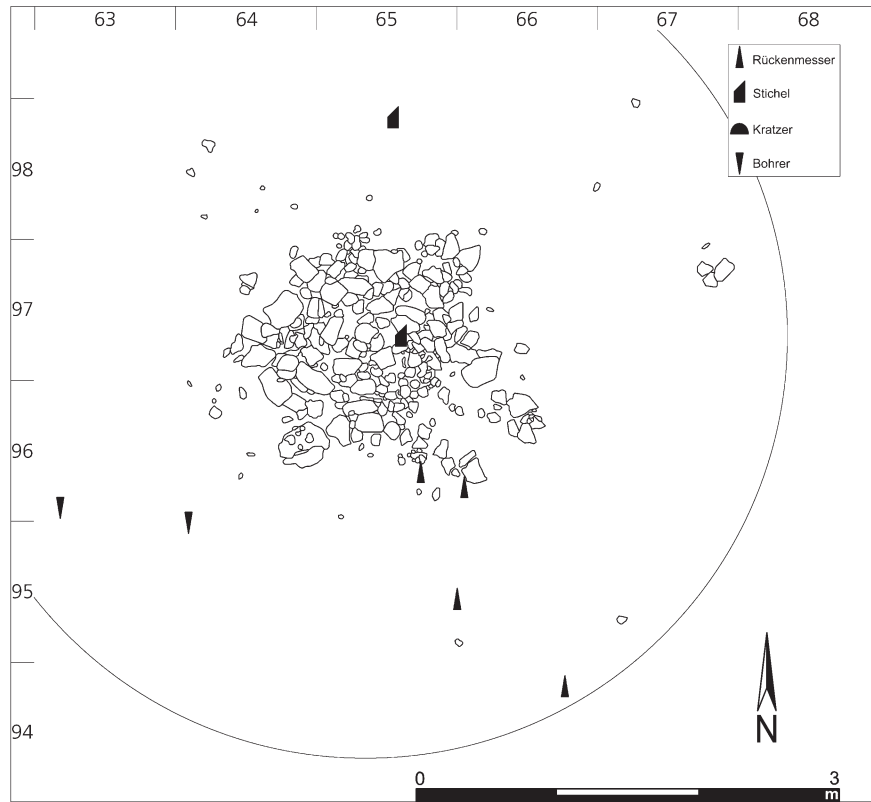 63 64 65 66 67 68
Rückenmesser
Stichel
Kratzer
Bohrer
98
97
96
95
94
N
0 3
m